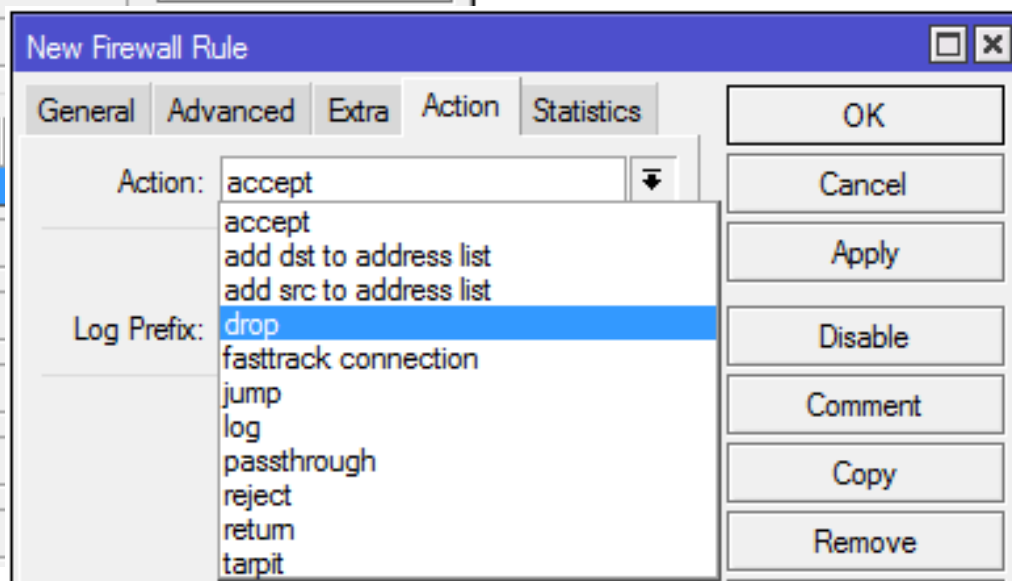 New Firewall Rule
General Advanced Extra Action Statistics
Action: accept
accept
add dst to address list
add src to address list
drop
fasttrack connection
jump
log
passthrough
reject
return
tarpit
Log Prefix:
OK
Cancel
Apply
Disable
Comment
Copy
Remove